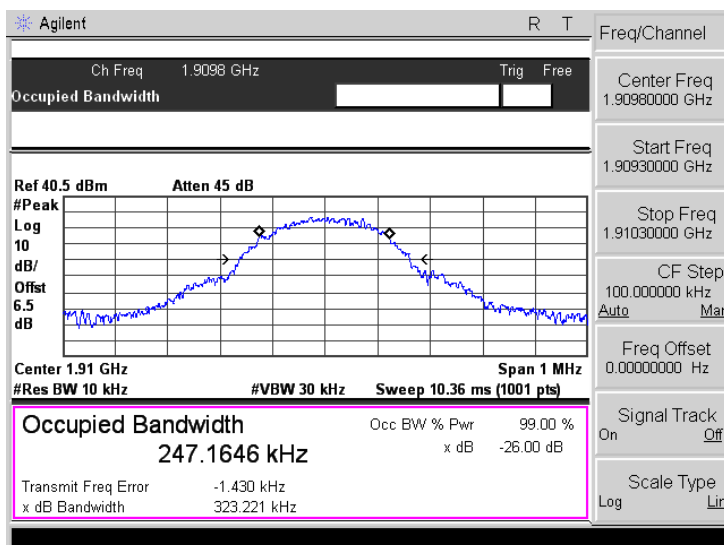 Agilent R T
Ch Freq 1.9098 GHz Trig Free
Occupied Bandwidth
Ref 40.5 dBm Atten 45 dB
#Peak
Log
10
dB/
Offst
6.5
dB
Center 1.91 GHz Span 1 MHz
#Res BW 10 kHz #VBW 30 kHz Sweep 10.36 ms (1001 pts)
Occupied Bandwidth
247.1646 kHz
Occ BW % Pwr 99.00 %
x dB -26.00 dB
Transmit Freq Error -1.430 kHz
x dB Bandwidth 323.221 kHz
Freq/Channel
Center Freq
1.90980000 GHz
Start Freq
1.90930000 GHz
Stop Freq
1.91030000 GHz
CF Step
100.000000 kHz
Auto Man
Freq Offset
0.00000000 Hz
Signal Track
On Off
Scale Type
Log Lin